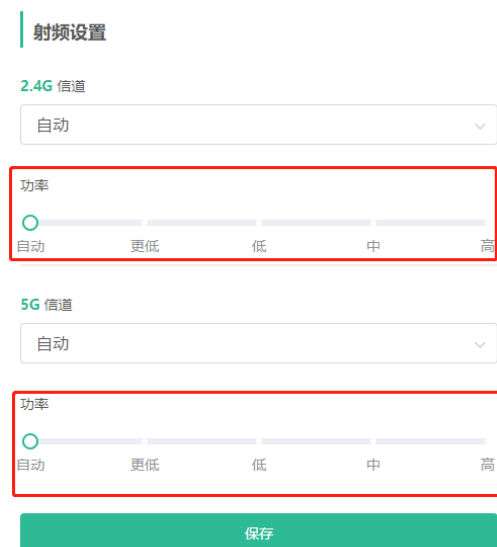 射频设置
2.4G 信道
自动
功率
自动 更低 低 中 高
5G 信道
自动
功率
自动 更低 低 中 高
保存